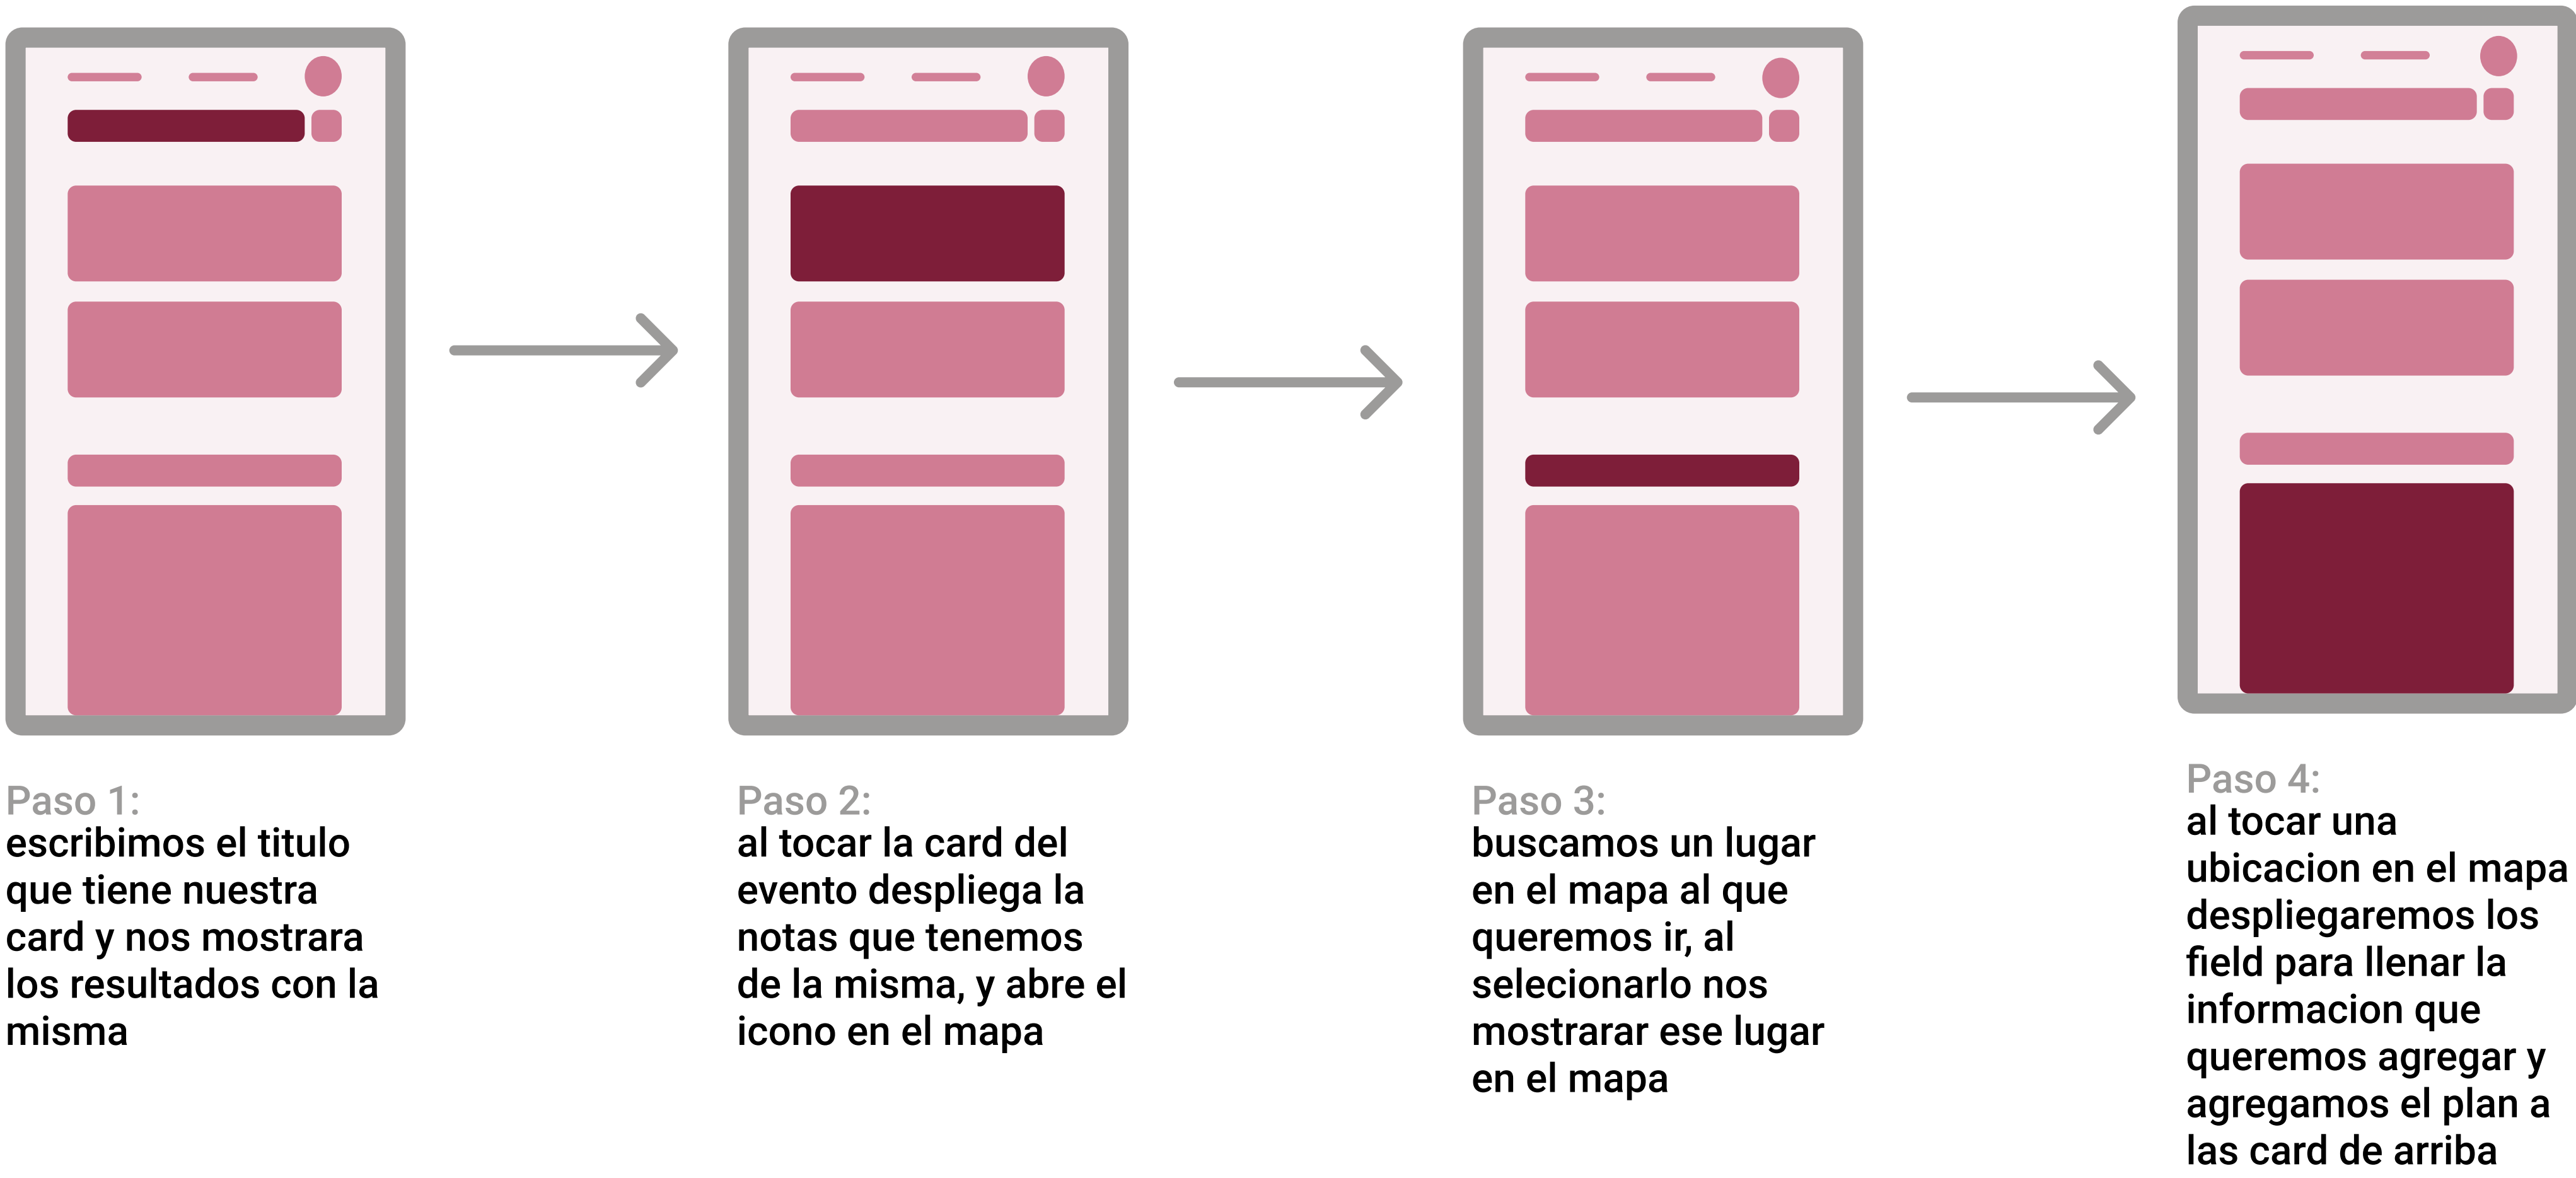 Paso 1:
escribimos el titulo
que tiene nuestra
card y nos mostrara
los resultados con la
misma
Paso 2:
al tocar la card del
evento despliega la
notas que tenemos
de la misma, y abre el
icono en el mapa
Paso 3:
buscamos un lugar
en el mapa al que
queremos ir, al
selecionarlo nos
mostrarar ese lugar
en el mapa
Paso 4:
al tocar una
ubicacion en el mapa
despliegaremos los
field para llenar la
informacion que
queremos agregar y
agregamos el plan a
las card de arriba